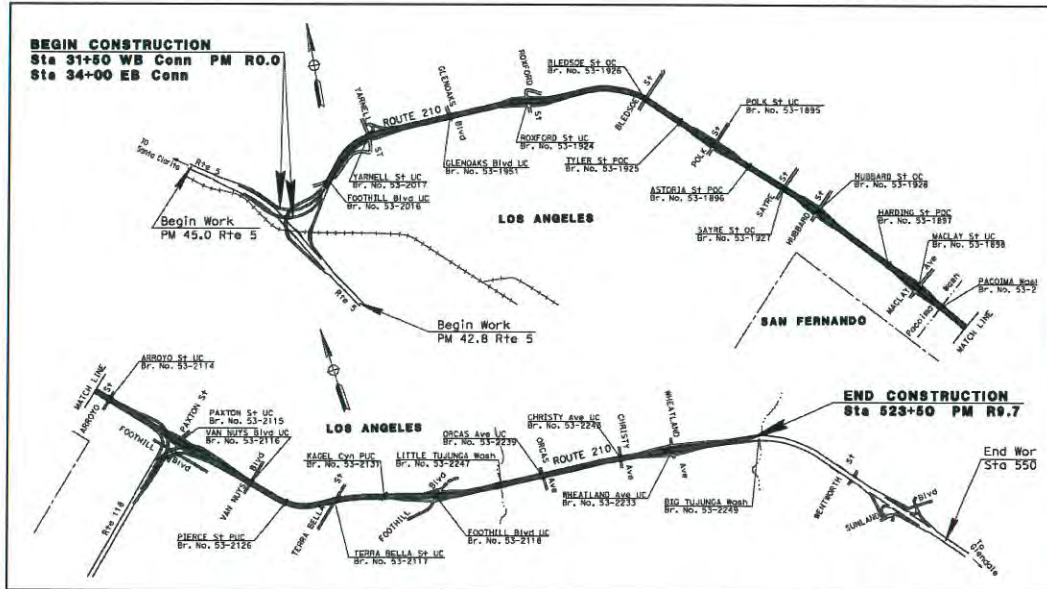 BEGIN CONSTRUCTION
Sta 31+50 WB Conn PM R0.0
Sta 34+00 EB Conn
TO
Santa Clarita
Rte 5
Begin Work
PM 45.0 Rte 5
Rte 5
Begin Work
PM 42.8 Rte 5
YARNELL
ST
YARNELL St UC
Br. No. 53-2017
FOOTHILL Blvd UC
Br. No. 53-2016
ROUTE 210
GLENOAKS
Blvd
GLENOAKS Blvd UC
Br. No. 53-1951
ROXFORD
St
ROXFORD St UC
Br. No. 53-1924
BLEDSOE St OC
Br. No. 53-1926
BLEDSOE
St
TYLER St POC
Br. No. 53-1925
POLK St UC
Br. No. 53-1895
POLK
St
ASTORIA St POC
Br. No. 53-1896
SAYRE
St
SAYRE St OC
Br. No. 53-1927
HUBBARD St OC
Br. No. 53-1928
HUBBARD
St
HARDING St POC
Br. No. 53-1897
MACLAY St UC
Br. No. 53-1898
MACLAY
Ave
PACOIMA Wash
Br. No. 53-2
Pacoima
Wash
MATCH LINE
LOS ANGELES
SAN FERNANDO
MATCH LINE
ARROYO St UC
Br. No. 53-2114
ARROYO
St
PAXTON St
PAXTON St UC
Br. No. 53-2115
VAN NUYS Blvd UC
Br. No. 53-2116
FOOTHILL
Blvd
Rte 118
VAN NUYS
Blvd
PIERCE St PUC
Br. No. 53-2126
LOS ANGELES
KAGEL Cyn PUC
Br. No. 53-2131
TERRA BELLA
St
TERRA BELLA St UC
Br. No. 53-2117
LITTLE TUJUNGA Wash
Br. No. 53-2247
FOOTHILL
Blvd
FOOTHILL Blvd UC
Br. No. 53-2118
ORCAS Ave UC
Br. No. 53-2239
ORCAS
Ave
ROUTE 210
CHRISTY Ave UC
CHRISTY
Ave
WHEATLAND
Ave
WHEATLAND Ave UC
Br. No. 53-2233
BIG TUJUNGA Wash
Br. No. 53-2249
END CONSTRUCTION
Sta 523+50 PM R9.7
End Wor
Sta 550
WENTWORTH
St
SUNLAND
Blvd
To
Glendale